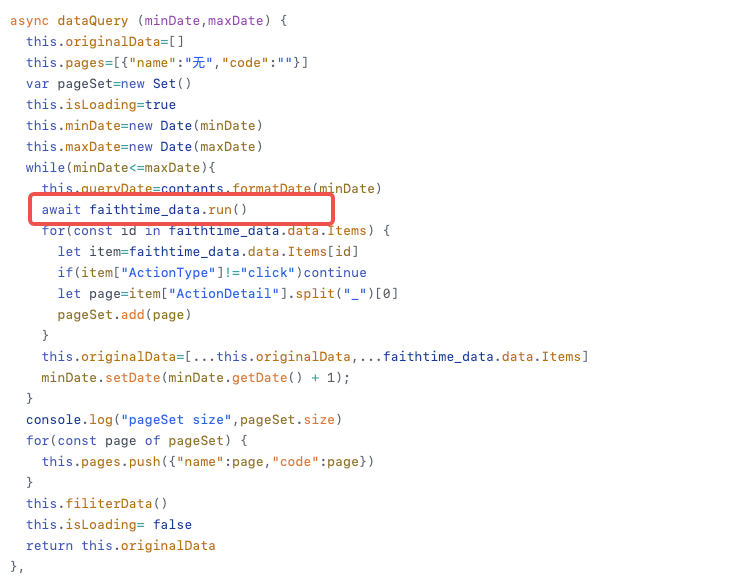 async dataQuery (minDate,maxDate) {
this.originalData=[]
this.pages=[{"name":"无","code":""}]
var pageSet=new Set()
this.isLoading=true
this.minDate=new Date(minDate)
this.maxDate=new Date(maxDate)
while(minDate<=maxDate){
this.queryDate=contants.formatDate(minDate)
await faithtime_data.run()
for(const id in faithtime_data.data.Items) {
let item=faithtime_data.data.Items[id]
if(item["ActionType"]!="click")continue
let page=item["ActionDetail"].split("_")[0]
pageSet.add(page)
}
this.originalData=[...this.originalData,...faithtime_data.data.Items]
minDate.setDate(minDate.getDate() + 1);
}
console.log("pageSet size",pageSet.size)
for(const page of pageSet) {
this.pages.push({"name":page,"code":page})
}
this.filiterData()
this.isLoading= false
return this.originalData
},